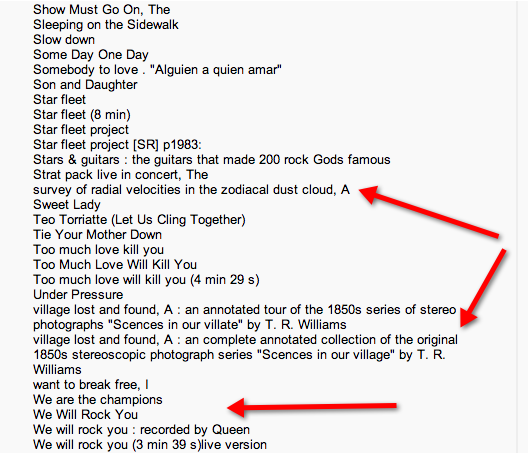 Show Must Go On, The
Sleeping on the Sidewalk
Slow down
Some Day One Day
Somebody to love . "Alguien a quien amar"
Son and Daughter
Star fleet
Star fleet (8 min)
Star fleet project
Star fleet project [SR] p1983:
Stars & guitars : the guitars that made 200 rock Gods famous
Strat pack live in concert, The
survey of radial velocities in the zodiacal dust cloud, A
Sweet Lady
Teo Torriatte (Let Us Cling Together)
Tie Your Mother Down
Too much love kill you
Too Much Love Will Kill You
Too much love will kill you (4 min 29 s)
Under Pressure
village lost and found, A : an annotated tour of the 1850s series of stereo
photographs "Scences in our villate" by T. R. Williams
village lost and found, A : an complete annotated collection of the original
1850s stereoscopic photograph series "Scences in our village" by T. R.
Williams
want to break free, I
We are the champions
We Will Rock You
We will rock you : recorded by Queen
We will rock you (3 min 39 s)live version